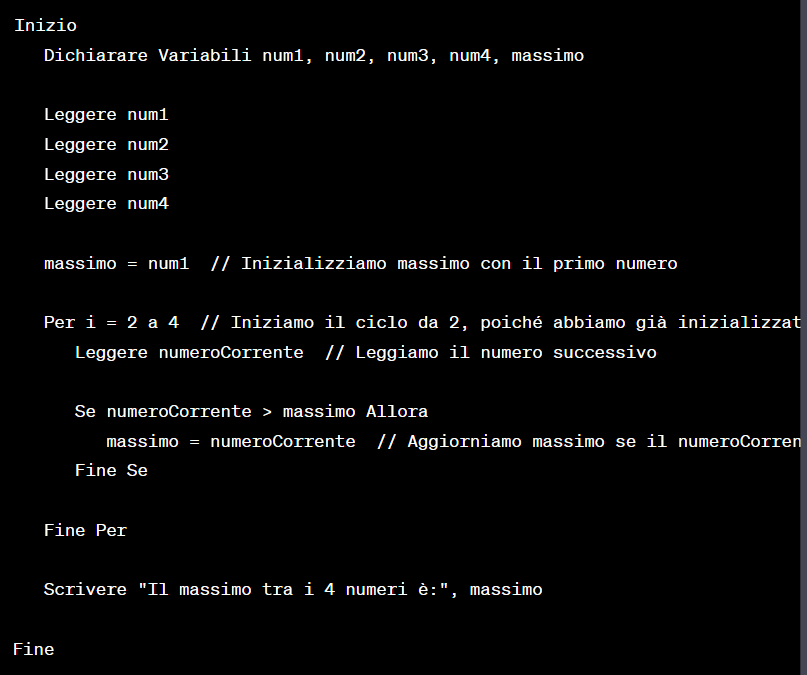 Inizio
Dichiarare Variabili num1, num2, num3, num4, massimo
Leggere num1
Leggere num2
Leggere num3
Leggere num4
massimo = num1  // Inizializziamo massimo con il primo numero
Per i = 2 a 4  // Iniziamo il ciclo da 2, poiché abbiamo già inizializzat
Leggere numeroCorrente  // Leggiamo il numero successivo
Se numeroCorrente > massimo Allora
massimo = numeroCorrente  // Aggiorniamo massimo se il numeroCorren
Fine Se
Fine Per
Scrivere "Il massimo tra i 4 numeri è:", massimo
Fine